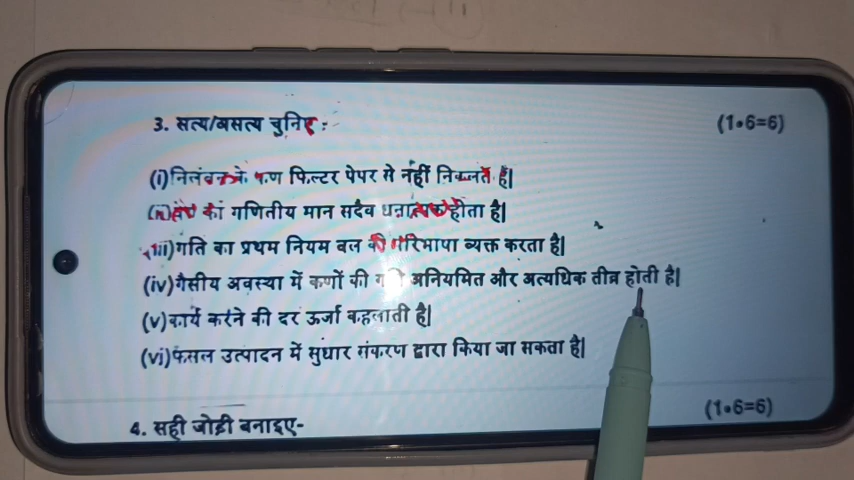 3. सत्य/असत्य चुनिए :
(1•6=6)
(i)निलंबन के कण फिल्टर पेपर से नहीं निकलते हैं|
(ii) का गणितीय मान सदैव धनात्मक होता है|
(iii)गति का प्रथम नियम बल की परिभाषा व्यक्त करता है|
(iv)गैसीय अवस्था में कणों की अनियमित और अत्यधिक तीव्र होती है|
(v)कार्य करने की दर ऊर्जा कहलाती है|
(vi)फसल उत्पादन में सुधार संकरण द्वारा किया जा सकता है|
(1•6=6)
4. सही जोड़ी बनाइए-